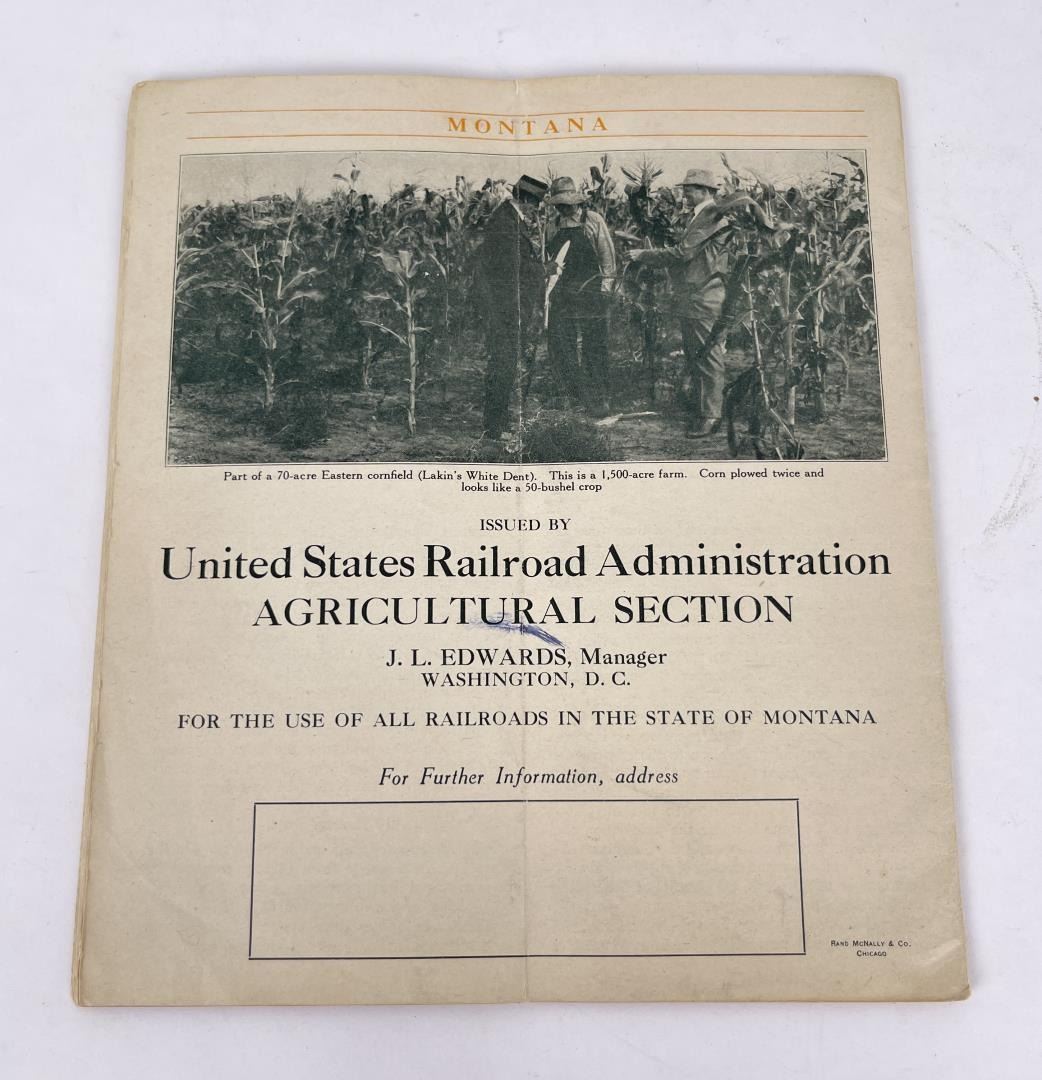 MONTANA
Part of a 70-acre Eastern cornfield (Lakin's White Dent). This is a 1,500-acre farm. Corn plowed twice and
looks like a 50-bushel crop
ISSUED BY
United States Railroad Administration
AGRICULTURAL SECTION
J. L. EDWARDS, Manager
WASHINGTON, D. C.
FOR THE USE OF ALL RAILROADS IN THE STATE OF MONTANA
For Further Information, address
RAND MCNALLY & CO.
CHICAGO